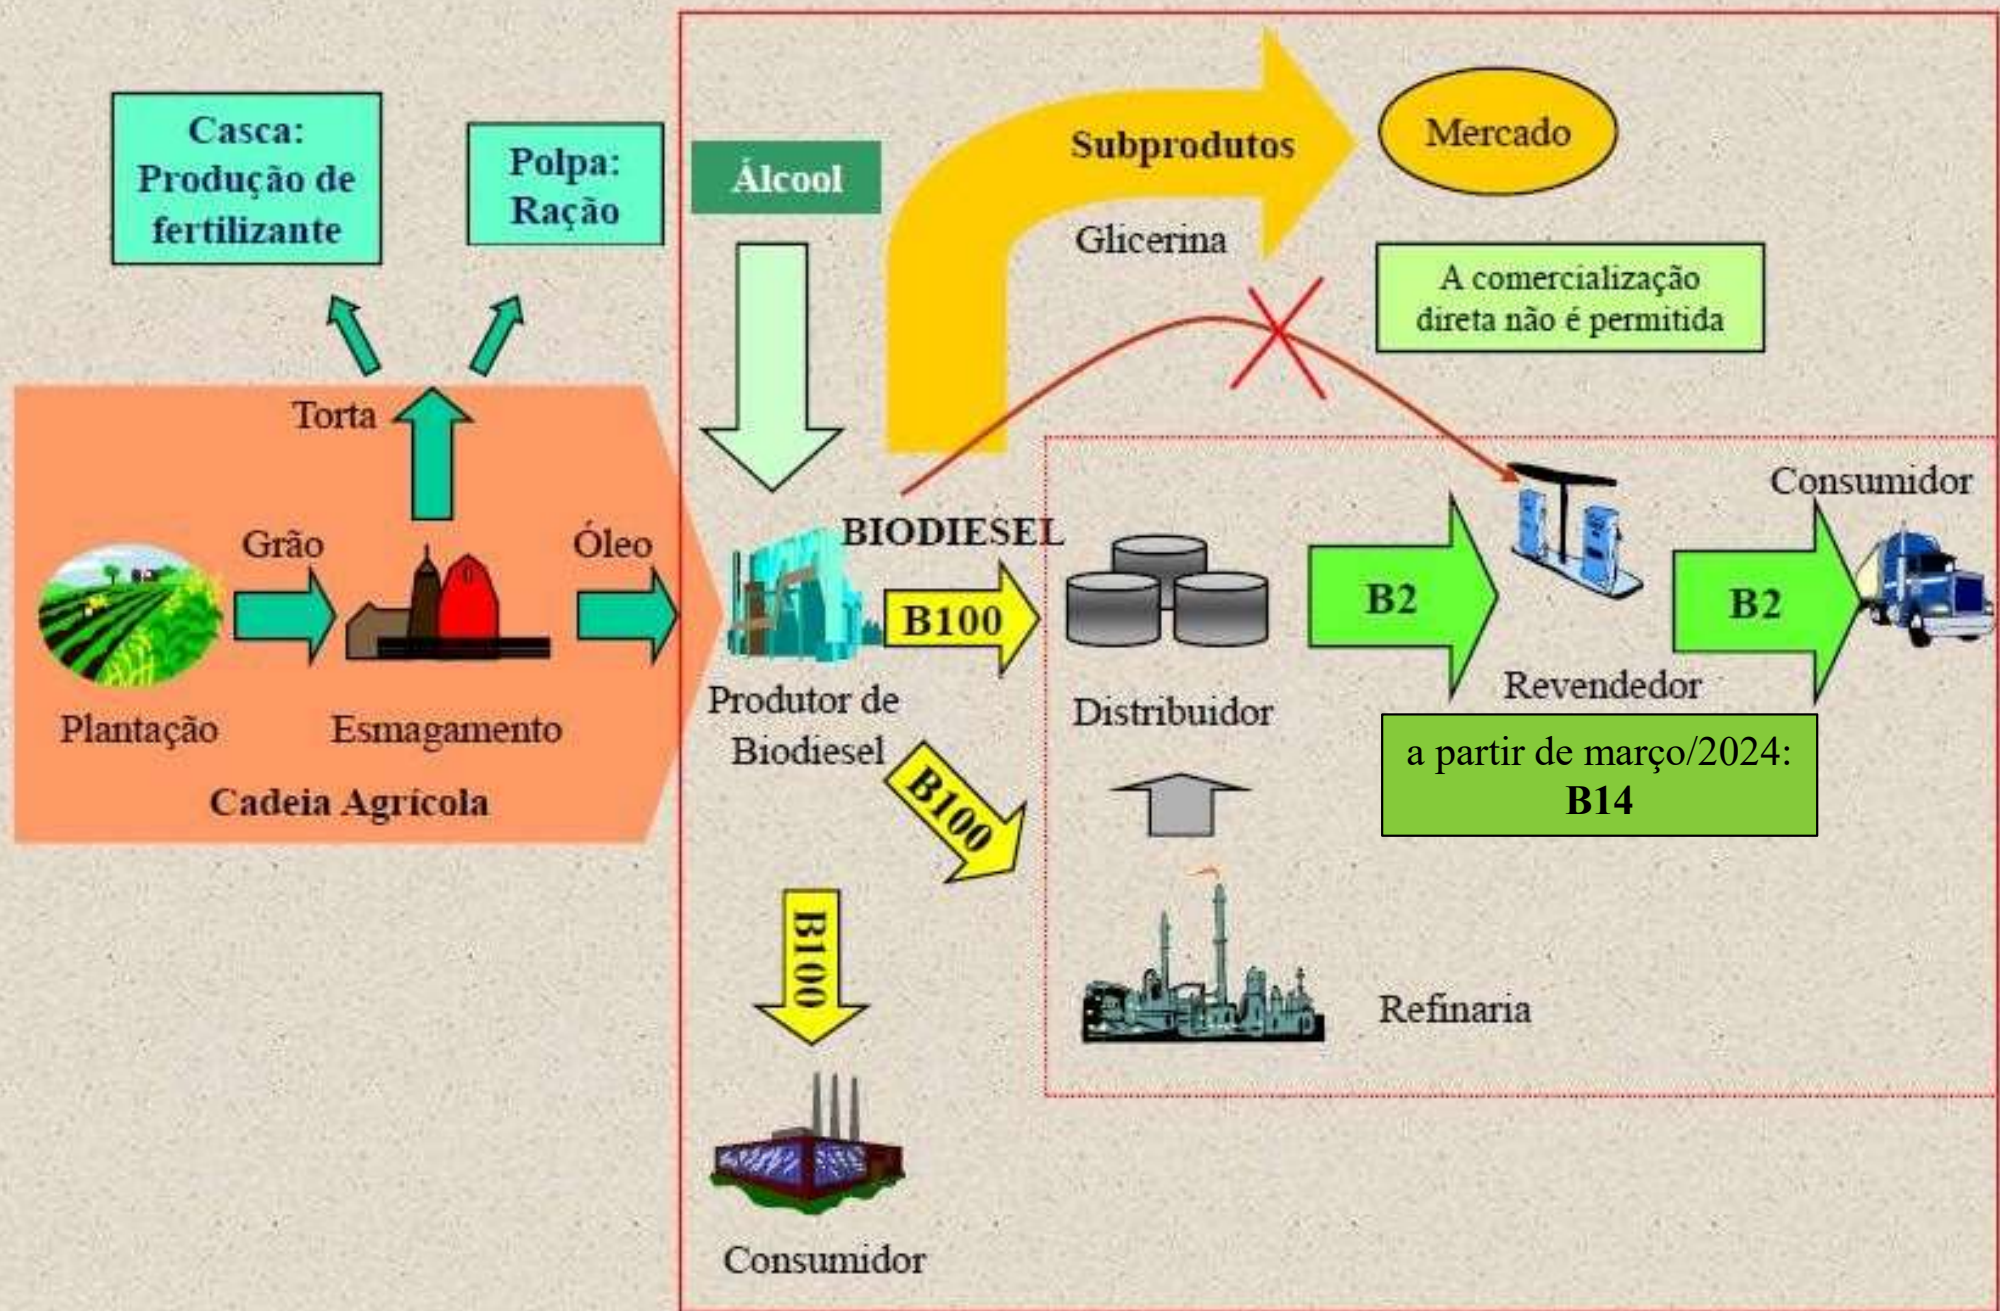 Casca:
Produção de
fertilizante
Polpa:
Ração
Álcool
Subprodutos
Glicerina
Mercado
A comercialização
direta não é permitida
Torta
Grão
Óleo
Plantação
Esmagamento
Cadeia Agrícola
BIODIESEL
B100
Produtor de
Biodiesel
B100
B100
Consumidor
Distribuidor
B2
Revendedor
B2
Consumidor
a partir de março/2024:
B14
Refinaria